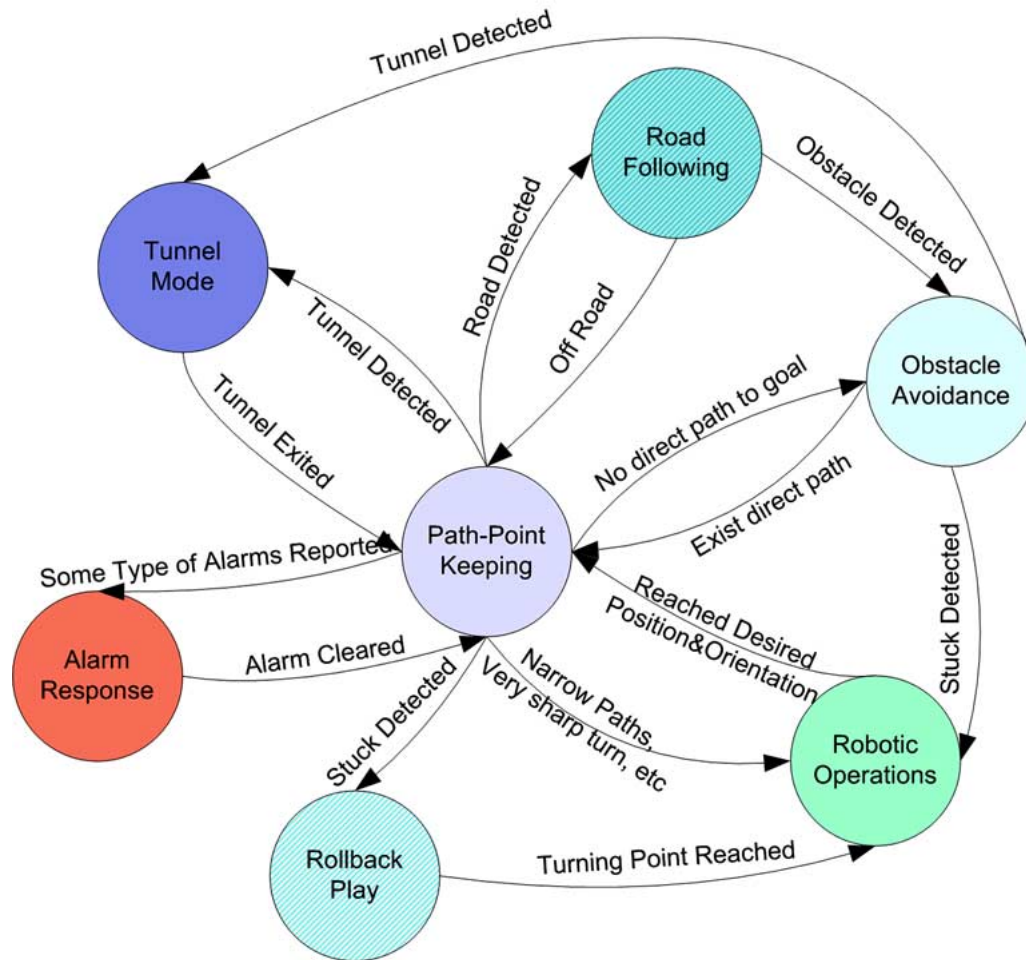 Tunnel Detected
Road
Following
Obstacle Detected
Tunnel
Mode
Road Detected
Off Road
Tunnel Detected
Obstacle
Avoidance
Tunnel Exited
No direct path to goal
Exist direct path
Path-Point
Keeping
Some Type of Alarms Reported
Stuck Detected
Reached Desired
Position&Orientation
Alarm
Response
Alarm Cleared
Stuck Detected
Narrow Paths,
Very sharp turn, etc
Robotic
Operations
Rollback
Play
Turning Point Reached